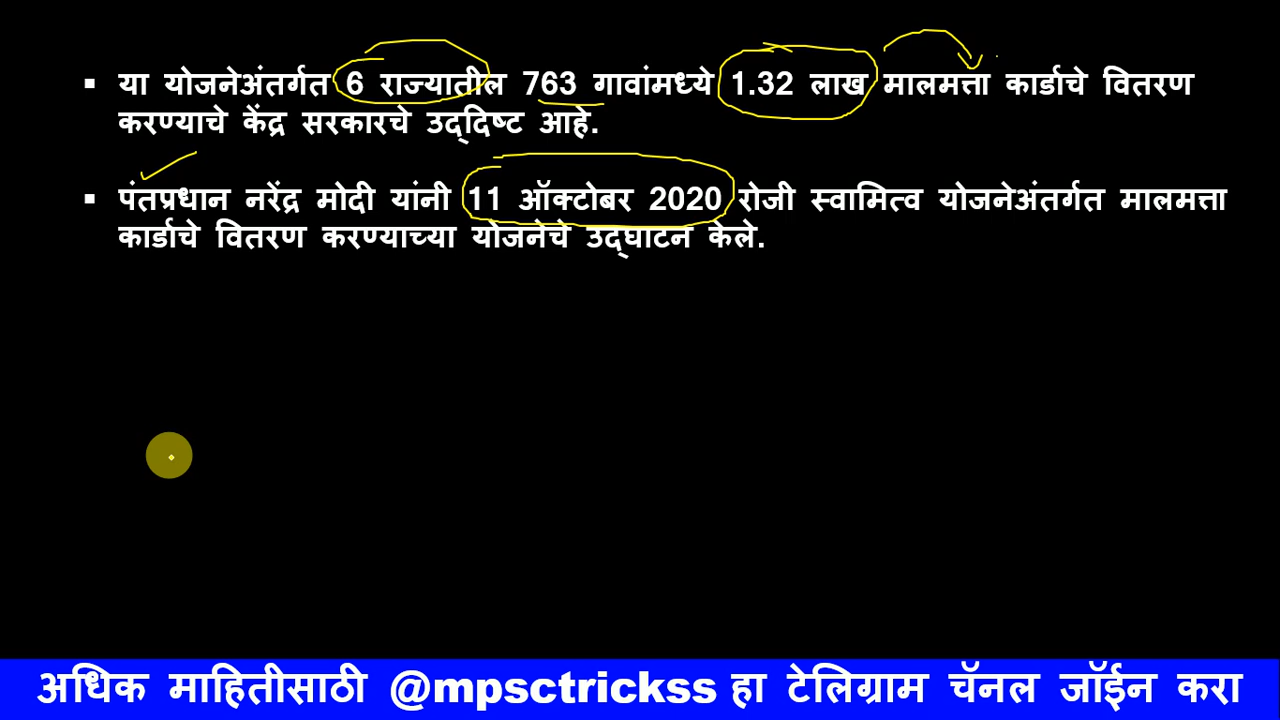 ▪ या योजनेअंतर्गत 6 राज्यातील 763 गावांमध्ये 1.32 लाख मालमत्ता कार्डाचे वितरण
करण्याचे केंद्र सरकारचे उद्दिष्ट आहे.
▪ पंतप्रधान नरेंद्र मोदी यांनी 11 ऑक्टोबर 2020 रोजी स्वामित्व योजनेअंतर्गत मालमत्ता
कार्डाचे वितरण करण्याच्या योजनेचे उद्घाटन केले.
अधिक माहितीसाठी @mpsctrickss हा टेलिग्राम चॅनल जॉईन करा